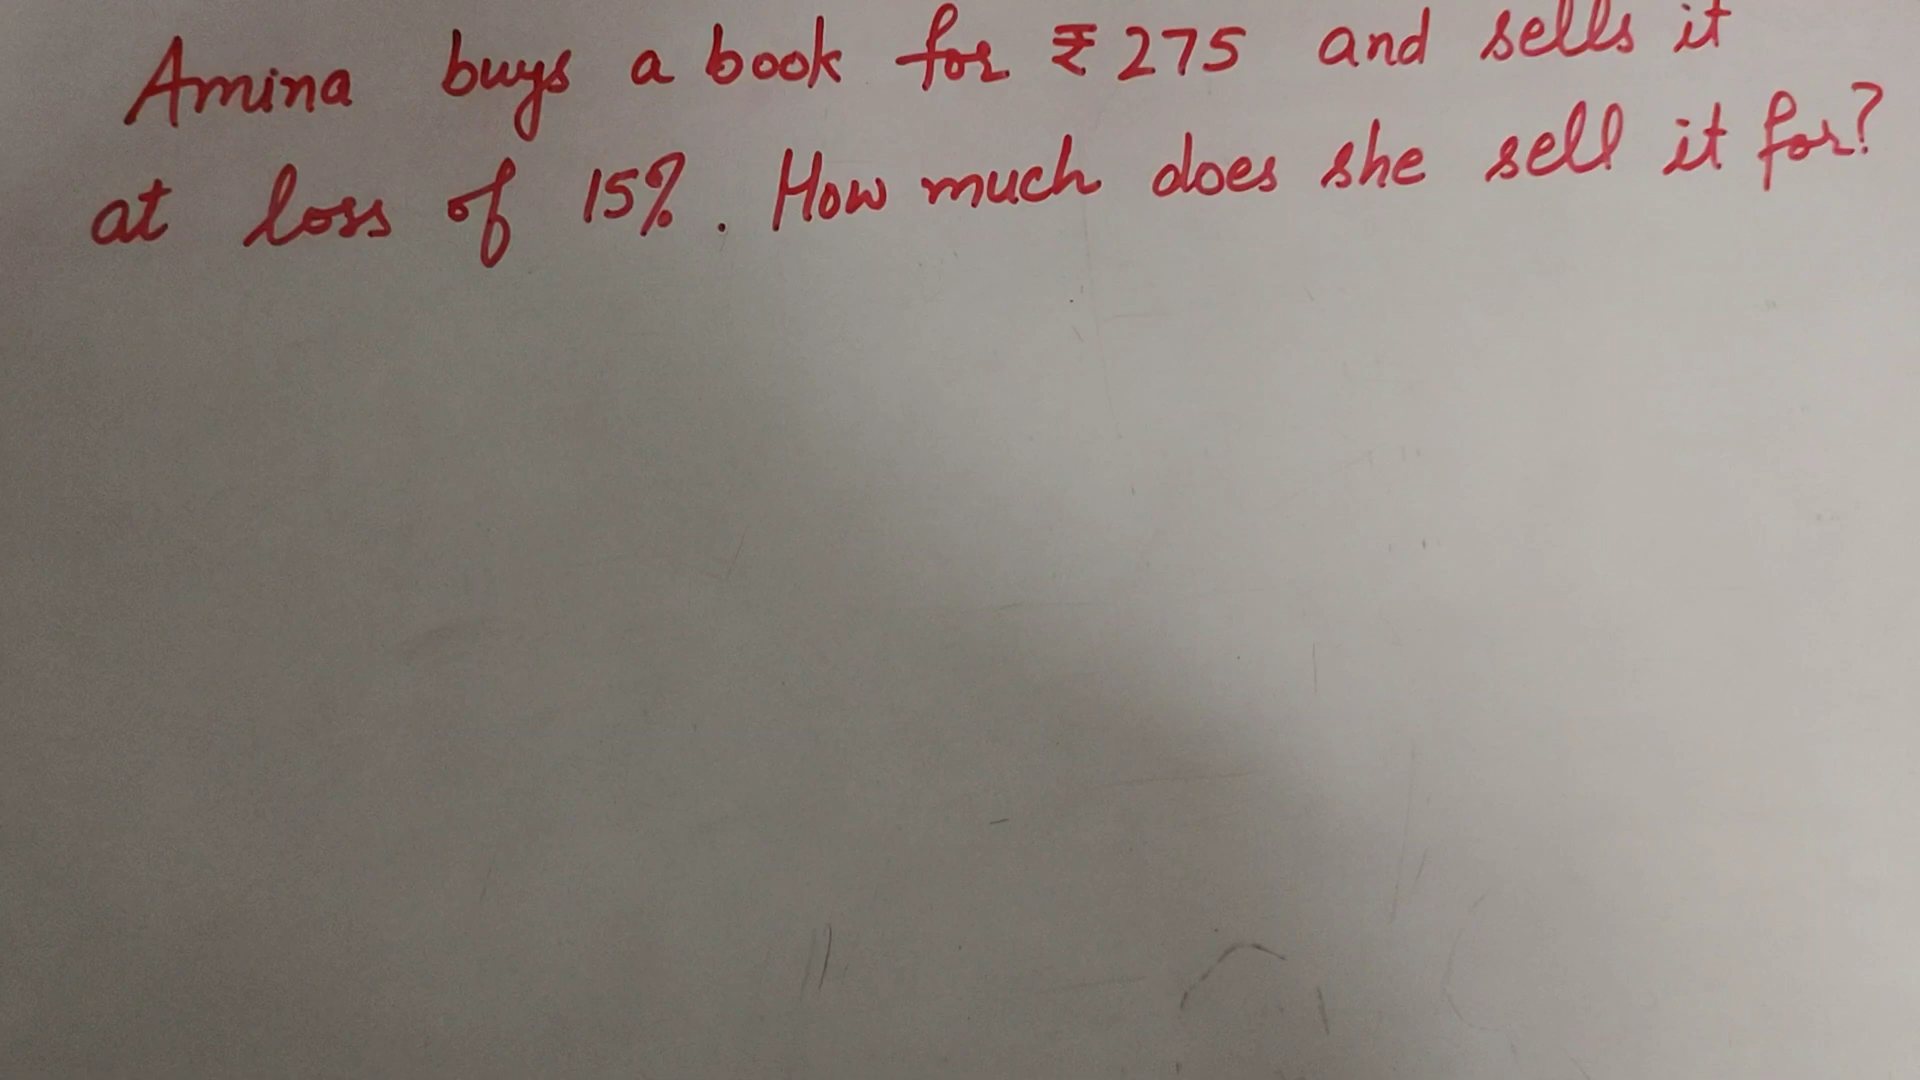 Amina buys a book for ₹ 275 and sells it
at loss of 15%. How much does she sell it for?